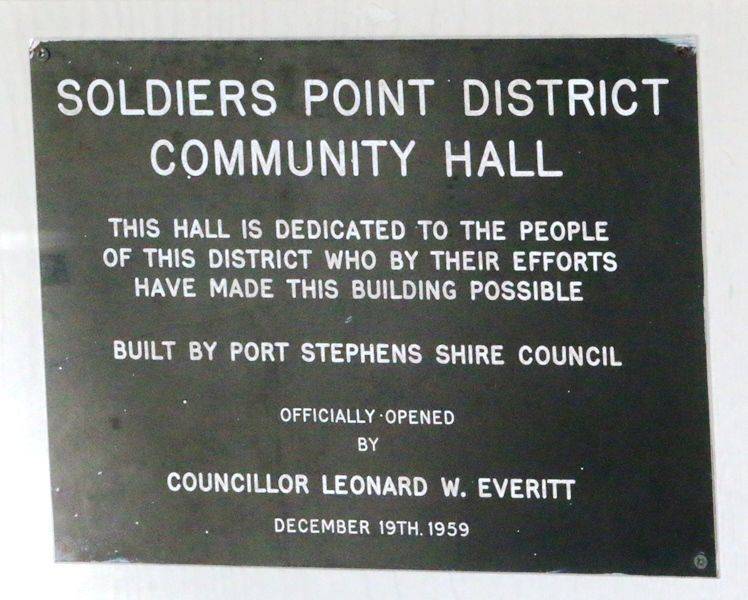 SOLDIERS POINT DISTRICT
COMMUNITY HALL
THIS HALL IS DEDICATED TO THE PEOPLE
OF THIS DISTRICT WHO BY THEIR EFFORTS
HAVE MADE THIS BUILDING POSSIBLE
BUILT BY PORT STEPHENS SHIRE COUNCIL
OFFICIALLY OPENED
BY
COUNCILLOR LEONARD W. EVERITT
DECEMBER 19TH. 1959